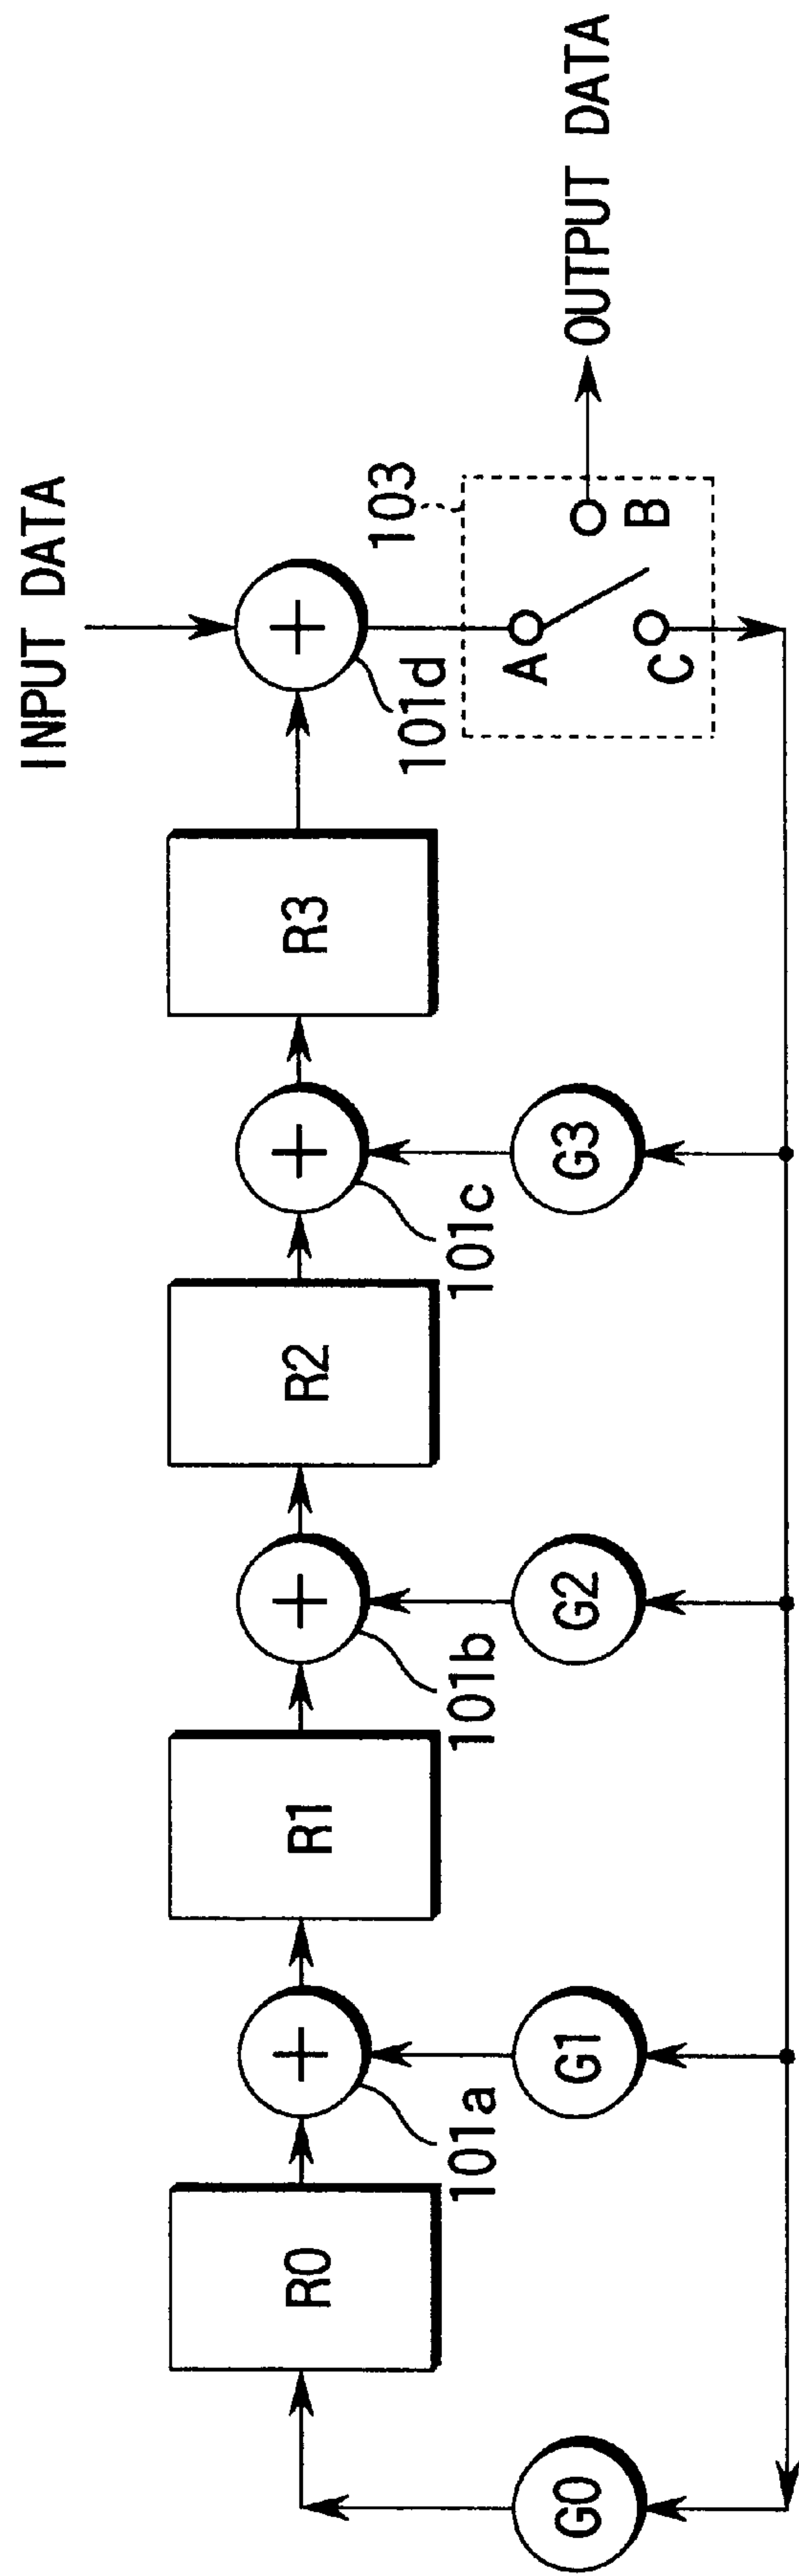 INPUT DATA
R0
R1
R2
R3
101a
101b
101c
101d
103
G0
G1
G2
G3
A
B
C
OUTPUT DATA